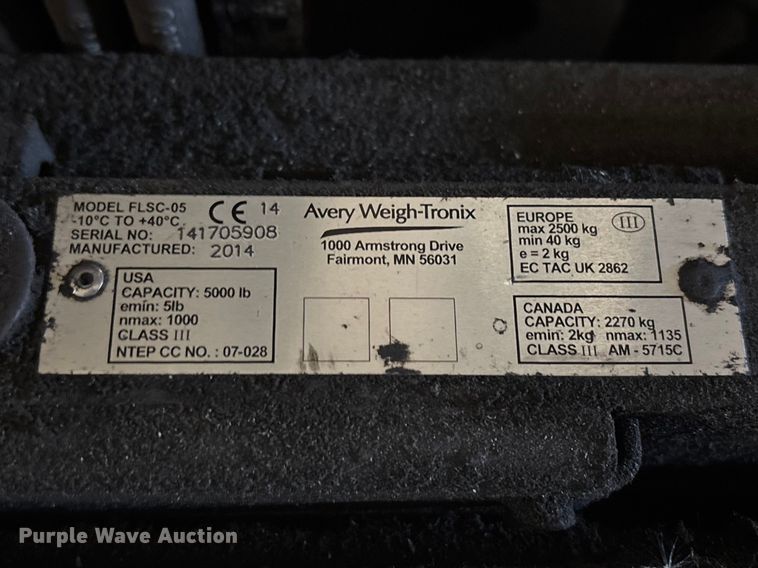 MODEL FLSC-05
-10°C TO +40°C
CE 14
SERIAL NO: 141705908
MANUFACTURED: 2014
USA
CAPACITY: 5000 lb
emin: 5lb
nmax: 1000
CLASS III
NTEP CC NO. : 07-028
Avery Weigh-Tronix
1000 Armstrong Drive
Fairmont, MN 56031
EUROPE
III
max 2500 kg
min 40 kg
e = 2 kg
EC TAC UK 2862
CANADA
CAPACITY: 2270 kg
emin: 2kg nmax: 1135
CLASS III AM - 5715C
Purple Wave Auction